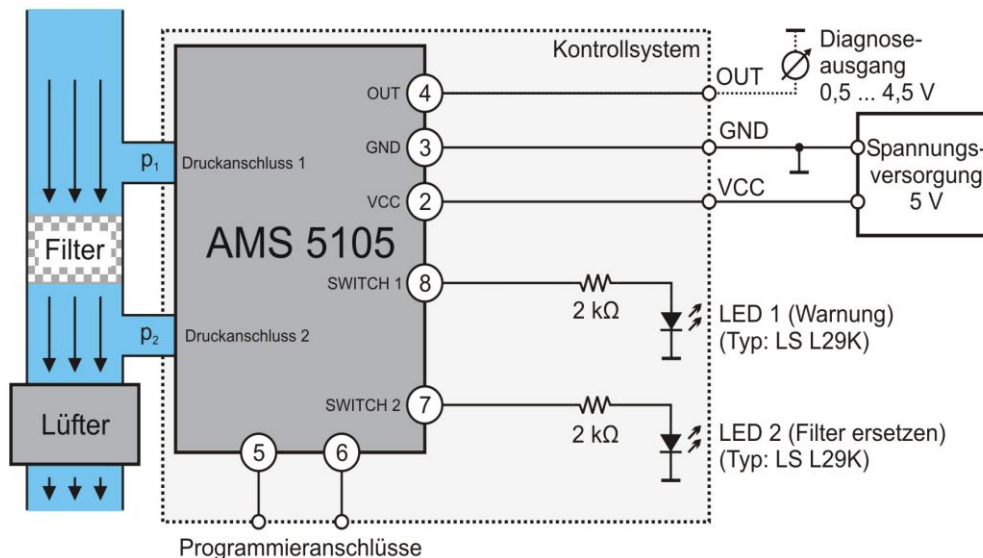 Kontrollsystem
OUT
4
OUT
Diagnose-
ausgang
0,5 ... 4,5 V
p1
Druckanschluss 1
GND
3
GND
VCC
2
VCC
Spannungs-
versorgung
5 V
Filter
AMS 5105
SWITCH 1
8
2 kΩ
LED 1 (Warnung)
(Typ: LS L29K)
p2
Druckanschluss 2
Lüfter
SWITCH 2
7
2 kΩ
LED 2 (Filter ersetzen)
(Typ: LS L29K)
5
6
Programmieranschlüsse